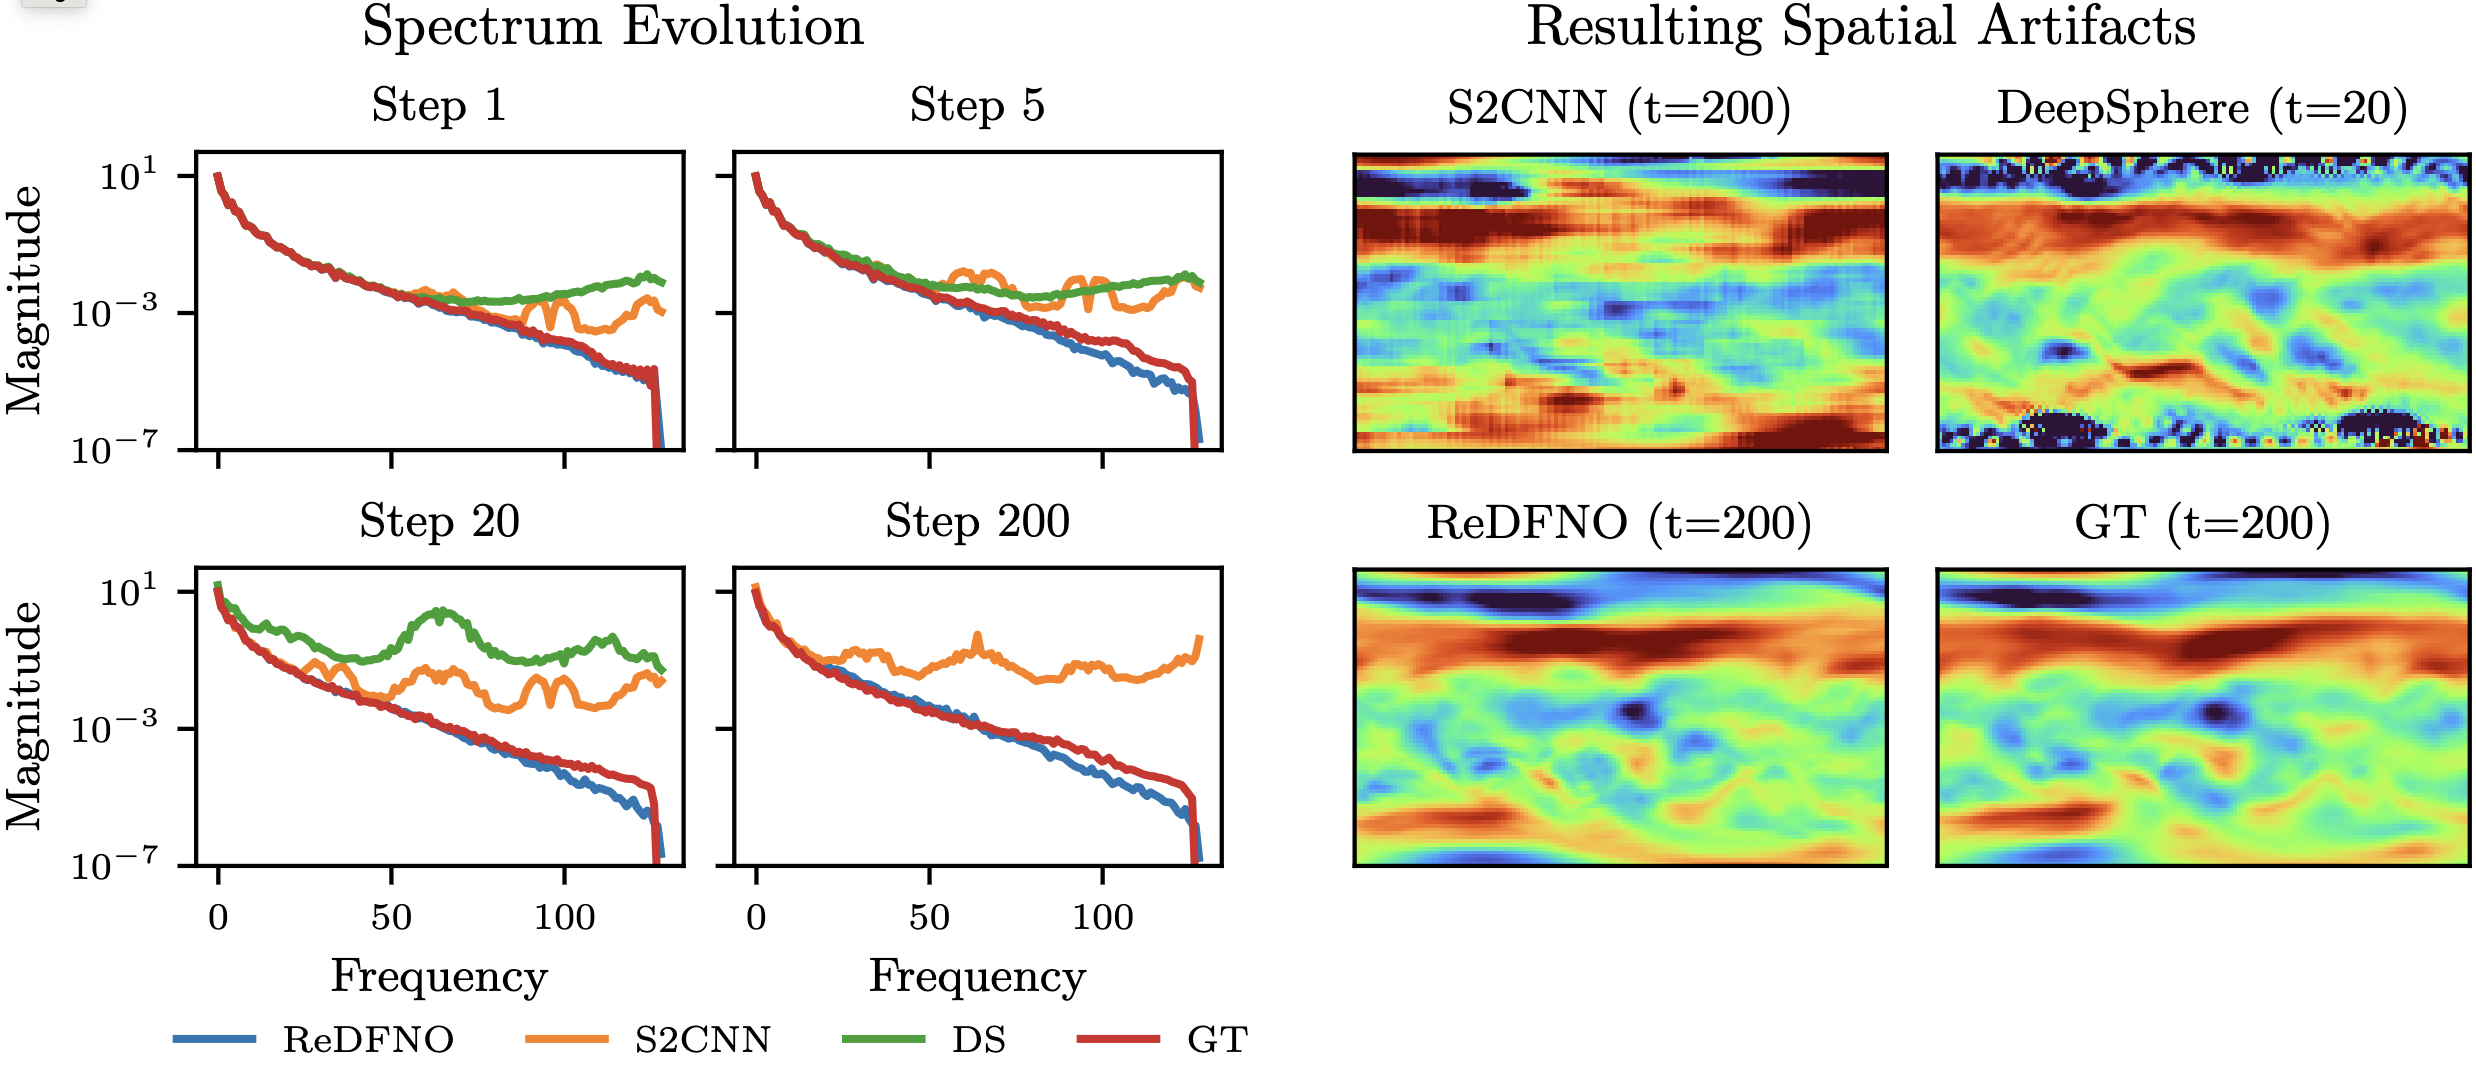 Spectrum Evolution
Resulting Spatial Artifacts
Step 1
Step 5
S2CNN (t=200)
DeepSphere (t=20)
Magnitude
10^1
10^−3
10^−7
Step 20
Step 200
ReDFNO (t=200)
GT (t=200)
Magnitude
10^1
10^−3
10^−7
0 50 100
0 50 100
Frequency
Frequency
ReDFNO S2CNN DS GT